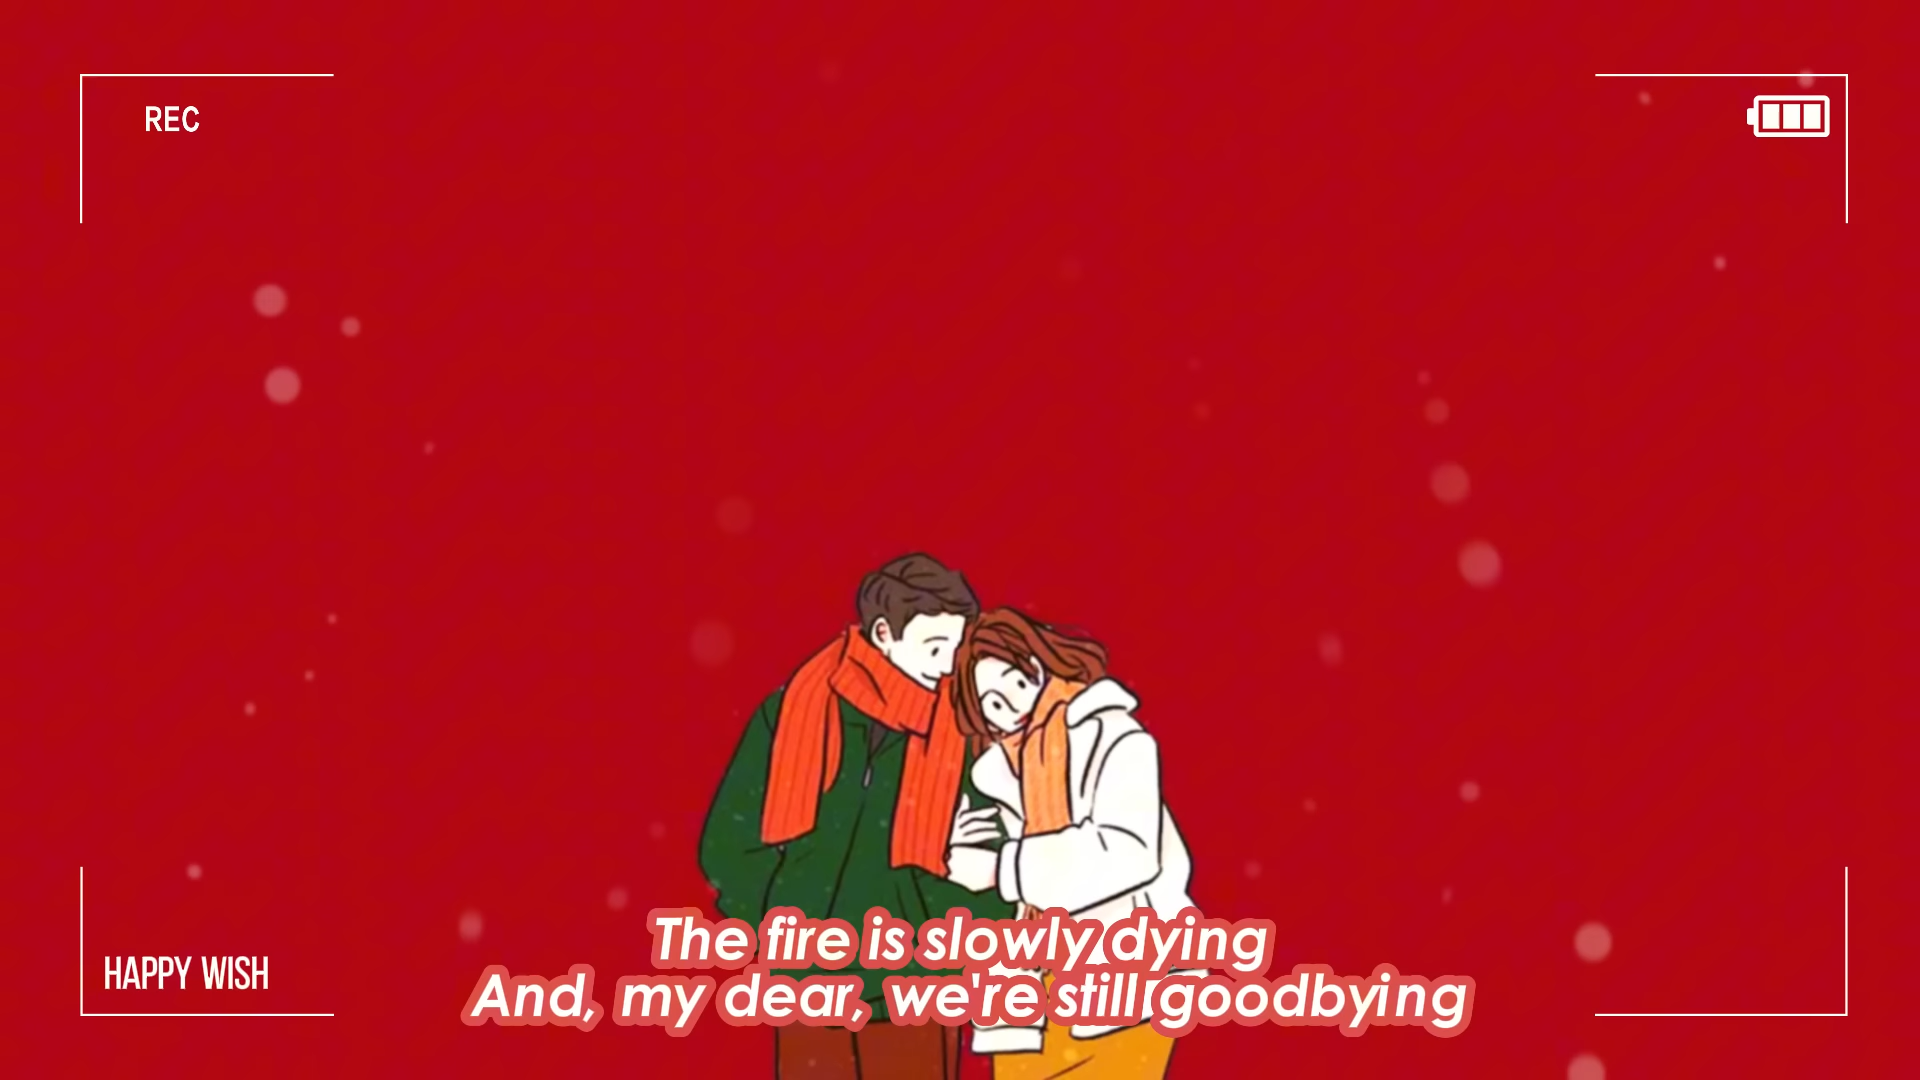 REC
The fire is slowly dying
And, my dear, we're still goodbying
HAPPY WISH